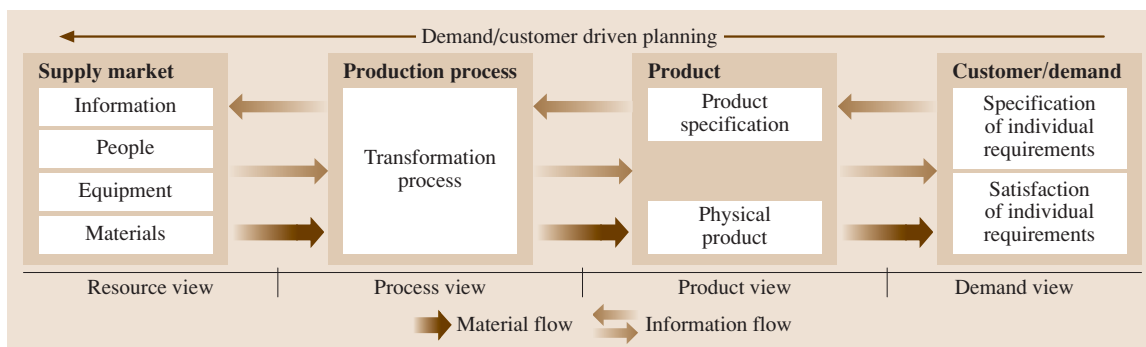 Demand/customer driven planning
Supply market
Information
People
Equipment
Materials
Production process
Transformation
process
Product
Product
specification
Physical
product
Customer/demand
Specification
of individual
requirements
Satisfaction
of individual
requirements
Resource view
Process view
Product view
Demand view
Material flow
Information flow